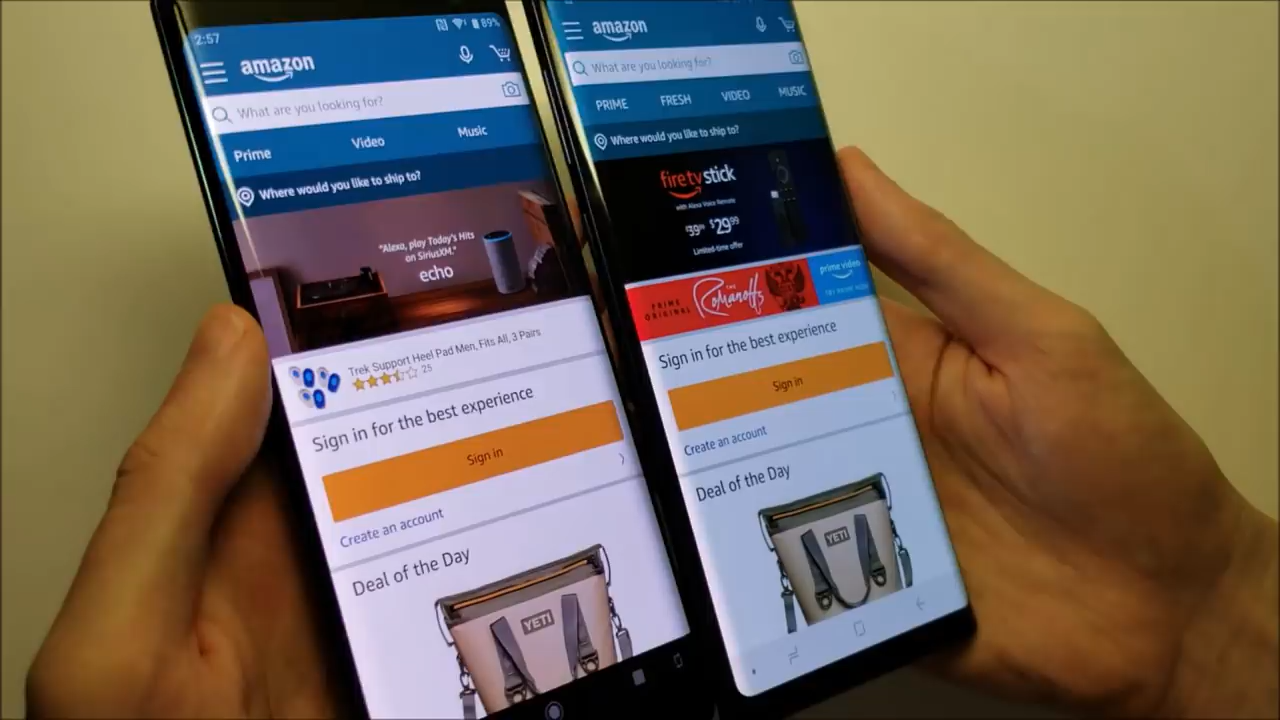 2:57
89%
amazon
What are you looking for?
Prime Video Music
Where would you like to ship to?
"Alexa, play Today's Hits
on SiriusXM."
echo
Trek Support Heel Pad Men, Fits All, 3 Pairs
25
Sign in for the best experience
Sign in
Create an account
Deal of the Day
YETI
amazon
What are you looking for?
PRIME FRESH VIDEO MUSIC
Where would you like to ship to?
fire tv stick
with Alexa Voice Remote
$39.99 $29.99
Limited-time offer
PRIME
ORIGINAL
THE
Romanoffs
prime video
Sign in for the best experience
Sign in
Create an account
Deal of the Day
YETI